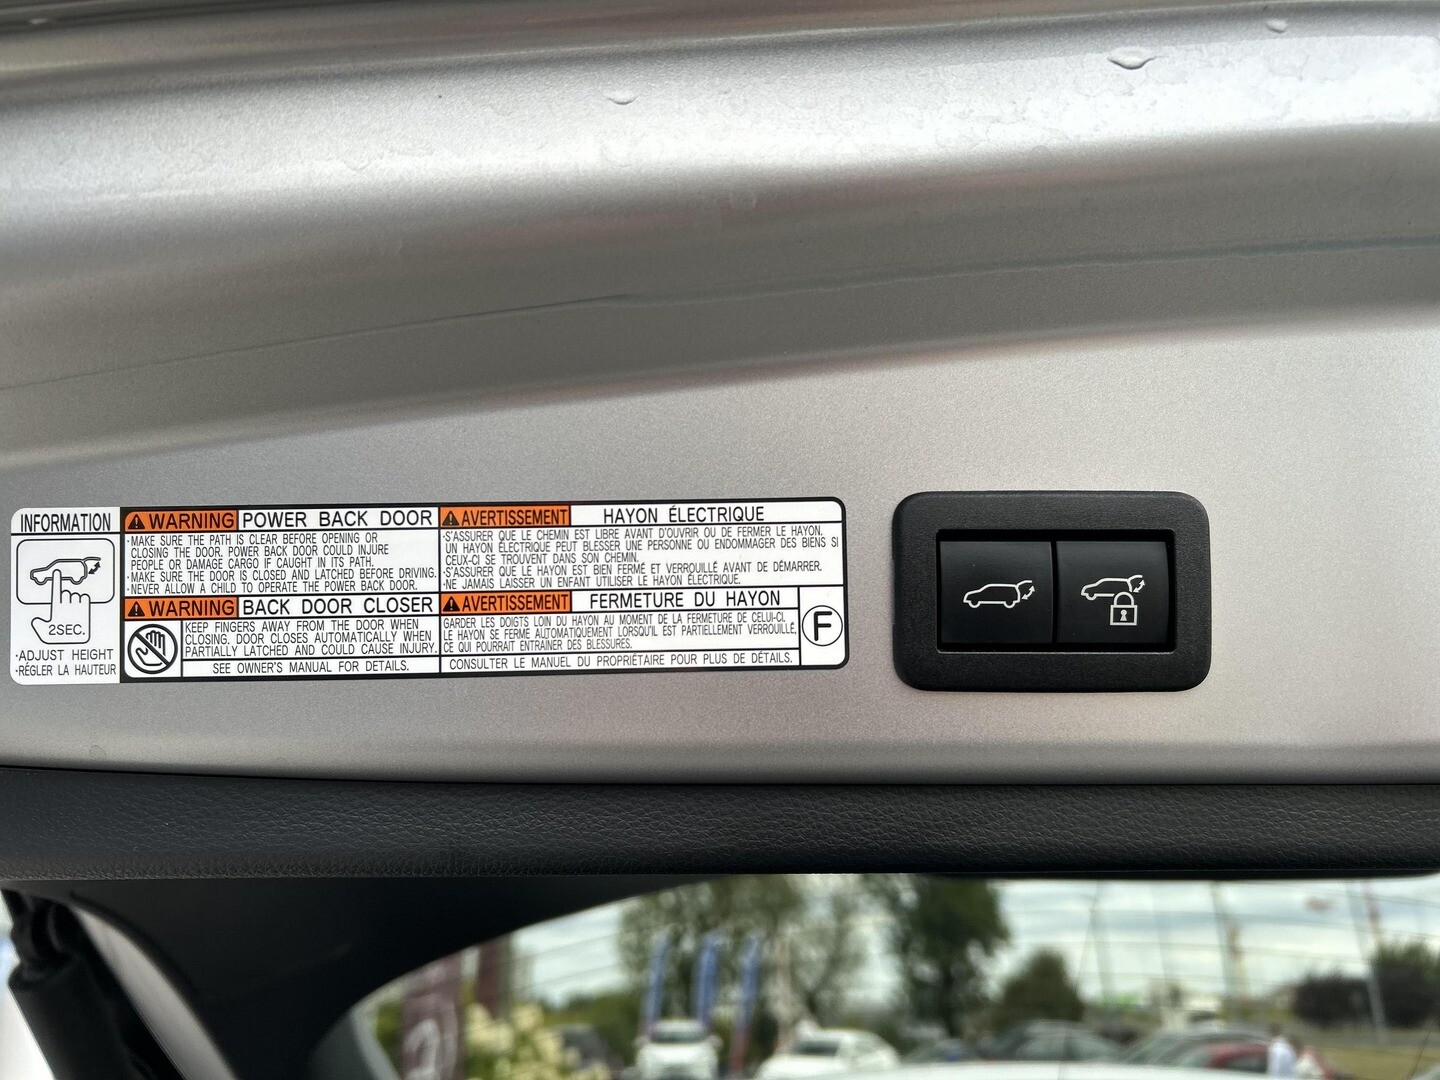 INFORMATION
2SEC.
·ADJUST HEIGHT
·RÉGLER LA HAUTEUR
WARNING POWER BACK DOOR
·MAKE SURE THE PATH IS CLEAR BEFORE OPENING OR
CLOSING THE DOOR. POWER BACK DOOR COULD INJURE
PEOPLE OR DAMAGE CARGO IF CAUGHT IN ITS PATH.
·MAKE SURE THE DOOR IS CLOSED AND LATCHED BEFORE DRIVING.
·NEVER ALLOW A CHILD TO OPERATE THE POWER BACK DOOR.
WARNING BACK DOOR CLOSER
KEEP FINGERS AWAY FROM THE DOOR WHEN
CLOSING. DOOR CLOSES AUTOMATICALLY WHEN
PARTIALLY LATCHED AND COULD CAUSE INJURY.
SEE OWNER'S MANUAL FOR DETAILS.
AVERTISSEMENT HAYON ÉLECTRIQUE
·S'ASSURER QUE LE CHEMIN EST LIBRE AVANT D'OUVRIR OU DE FERMER LE HAYON.
UN HAYON ÉLECTRIQUE PEUT BLESSER UNE PERSONNE OU ENDOMMAGER DES BIENS SI
CEUX-CI SE TROUVENT DANS SON CHEMIN.
·S'ASSURER QUE LE HAYON EST BIEN FERMÉ ET VERROUILLÉ AVANT DE DÉMARRER.
·NE JAMAIS LAISSER UN ENFANT UTILISER LE HAYON ÉLECTRIQUE.
AVERTISSEMENT FERMETURE DU HAYON
GARDER LES DOIGTS LOIN DU HAYON AU MOMENT DE LA FERMETURE DE CELUI-CI.
LE HAYON SE FERME AUTOMATIQUEMENT LORSQU'IL EST PARTIELLEMENT VERROUILLÉ,
CE QUI POURRAIT ENTRAÎNER DES BLESSURES.
CONSULTER LE MANUEL DU PROPRIÉTAIRE POUR PLUS DE DÉTAILS.
F